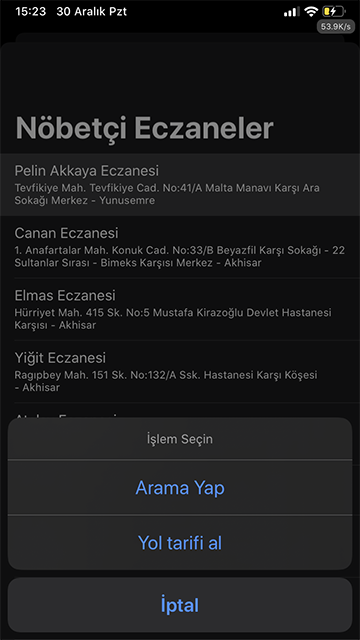 15:23 30 Aralık Pzt
53.9K/s
Nöbetçi Eczaneler
Pelin Akkaya Eczanesi
Tevfikiye Mah. Tevfikiye Cad. No:41/A Malta Manavı Karşı Ara
Sokağı Merkez - Yunusemre
Canan Eczanesi
1. Anafartalar Mah. Konuk Cad. No:33/B Beyazfil Karşı Sokağı - 22
Sultanlar Sırası - Bimeks Karşısı Merkez - Akhisar
Elmas Eczanesi
Hürriyet Mah. 415 Sk. No:5 Mustafa Kirazoğlu Devlet Hastanesi
Karşısı - Akhisar
Yiğit Eczanesi
Ragıpbey Mah. 151 Sk. No:132/A Ssk. Hastanesi Karşı Köşesi
- Akhisar
İşlem Seçin
Arama Yap
Yol tarifi al
İptal